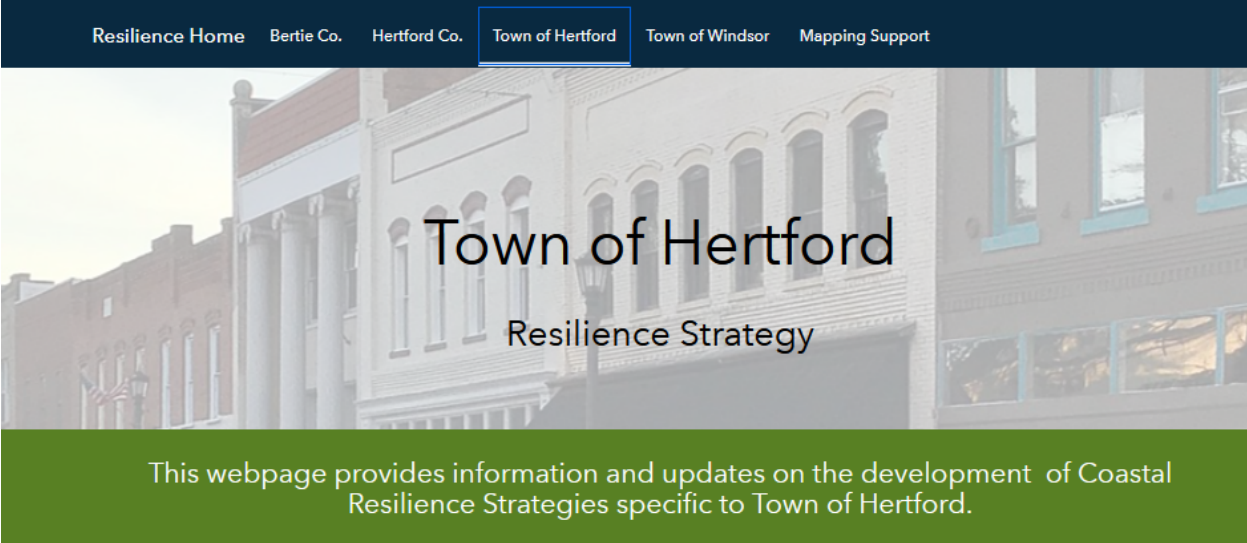 Resilience Home Bertie Co. Hertford Co. Town of Hertford Town of Windsor Mapping Support
Town of Hertford
Resilience Strategy
This webpage provides information and updates on the development  of Coastal
Resilience Strategies specific to Town of Hertford.